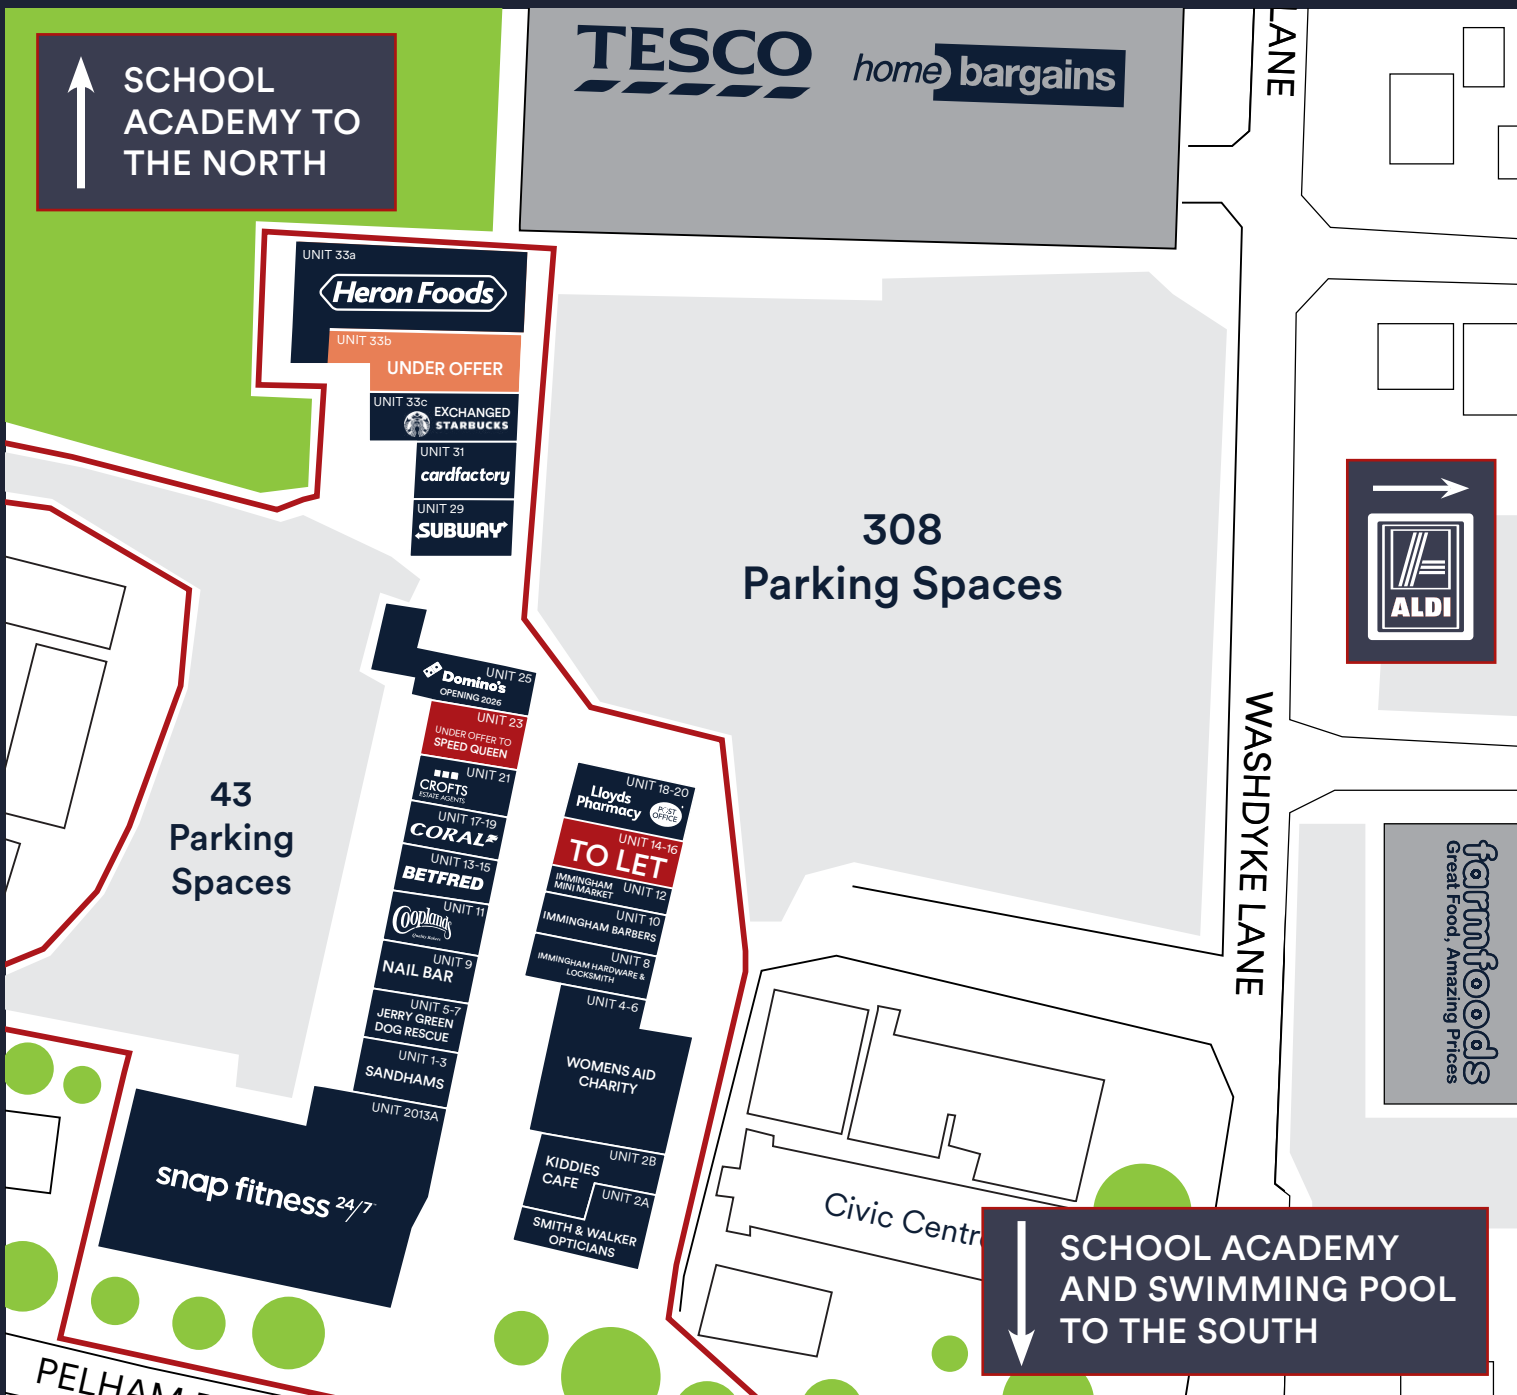 SCHOOL
ACADEMY TO
THE NORTH
TESCO
home bargains
LANE
UNIT 33a
Heron Foods
UNIT 33b
UNDER OFFER
UNIT 33c
EXCHANGED
STARBUCKS
UNIT 31
cardfactory
UNIT 29
SUBWAY
308
Parking Spaces
ALDI
UNIT 25
Domino's
OPENING 2026
UNIT 23
UNDER OFFER TO
SPEED QUEEN
UNIT 21
CROFTS
ESTATE AGENTS
UNIT 17-19
CORAL
UNIT 13-15
BETFRED
UNIT 11
Cooplands
Quality Bakers
UNIT 9
NAIL BAR
UNIT 5-7
JERRY GREEN
DOG RESCUE
UNIT 1-3
SANDHAMS
UNIT 2013A
snap fitness 24/7
43
Parking
Spaces
UNIT 18-20
Lloyds
Pharmacy
POST
OFFICE
UNIT 14-16
TO LET
UNIT 12
IMMINGHAM
MINI MARKET
UNIT 10
IMMINGHAM BARBERS
UNIT 8
IMMINGHAM HARDWARE &
LOCKSMITH
UNIT 4-6
WOMENS AID
CHARITY
UNIT 2B
KIDDIES
CAFE
UNIT 2A
SMITH & WALKER
OPTICIANS
WASHDYKE LANE
farmfoods
Great Food, Amazing Prices
Civic Centr
SCHOOL ACADEMY
AND SWIMMING POOL
TO THE SOUTH
PELHAM